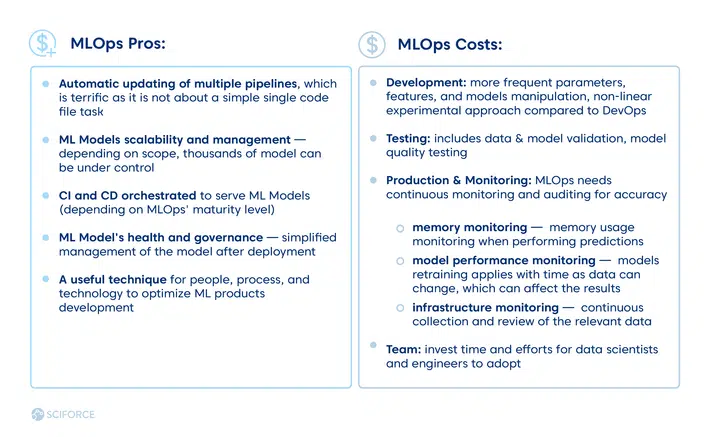 MLOps Pros:
Automatic updating of multiple pipelines, which
is terrific as it is not about a simple single code
file task
ML Models scalability and management —
depending on scope, thousands of model can
be under control
CI and CD orchestrated to serve ML Models
(depending on MLOps' maturity level)
ML Model's health and governance — simplified
management of the model after deployment
A useful technique for people, process, and
technology to optimize ML products
development
MLOps Costs:
Development: more frequent parameters,
features, and models manipulation, non-linear
experimental approach compared to DevOps
Testing: includes data & model validation, model
quality testing
Production & Monitoring: MLOps needs
continuous monitoring and auditing for accuracy
memory monitoring — memory usage
monitoring when performing predictions
model performance monitoring — models
retraining applies with time as data can
change, which can affect the results
infrastructure monitoring — continuous
collection and review of the relevant data
Team: invest time and efforts for data scientists
and engineers to adopt
SCIFORCE